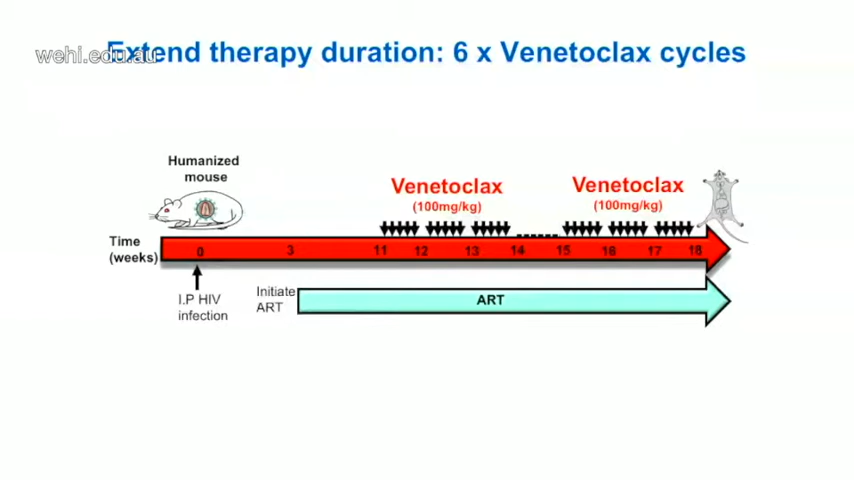 wehi.edu.au
Extend therapy duration: 6 x Venetoclax cycles
Humanized
mouse
Venetoclax
(100mg/kg)
Venetoclax
(100mg/kg)
Time
(weeks)
0 3 11 12 13 14 15 16 17 18
I.P HIV
infection
Initiate
ART
ART